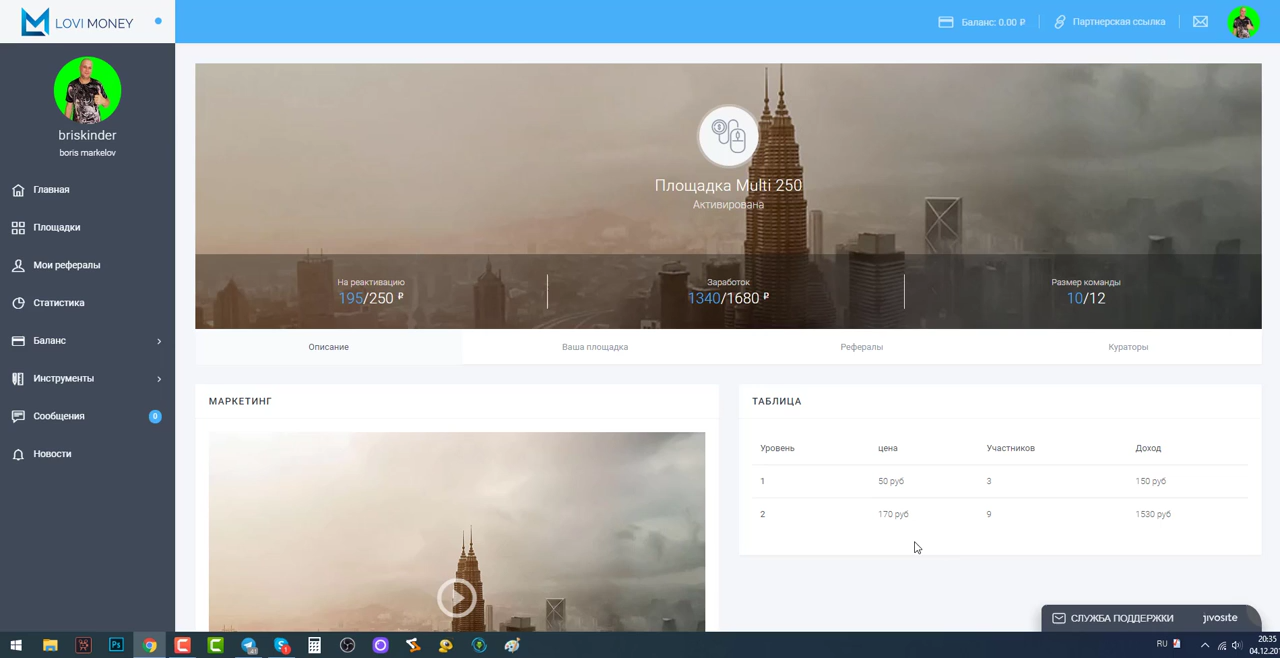 LOVI MONEY
Баланс: 0.00 ₽
Партнерская ссылка
briskinder
boris markelov
Главная
Площадки
Мои рефералы
Статистика
Баланс
Инструменты
Сообщения
0
Новости
Площадка Multi 250
Активирована
На реактивацию
195/250 ₽
Заработок
1340/1680 ₽
Размер команды
10/12
Описание
Ваша площадка
Рефералы
Кураторы
МАРКЕТИНГ
ТАБЛИЦА
Уровень цена Участников Доход
1 50 руб 3 150 руб
2 170 руб 9 1530 руб
СЛУЖБА ПОДДЕРЖКИ jivosite
RU
20:35